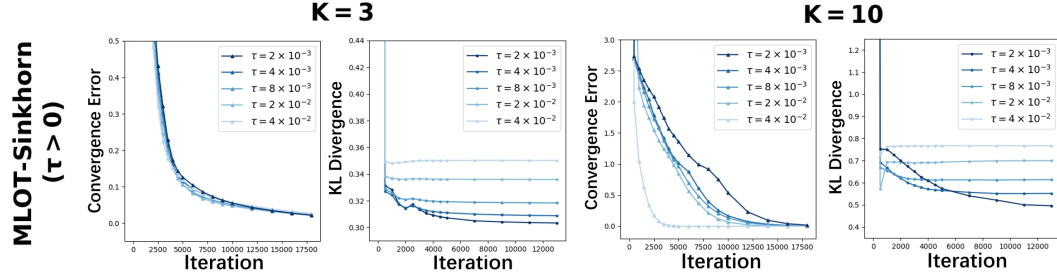 K = 3
K = 10
MLOT-Sinkhorn
(τ > 0)
Convergence Error
0.5
0.4
0.3
0.2
0.1
0.0
τ = 2 × 10⁻³
τ = 4 × 10⁻³
τ = 8 × 10⁻³
τ = 2 × 10⁻²
τ = 4 × 10⁻²
0 2500 5000 7500 10000 12500 15000 17500
Iteration
KL Divergence
0.44
0.42
0.40
0.38
0.36
0.34
0.32
0.30
τ = 2 × 10⁻³
τ = 4 × 10⁻³
τ = 8 × 10⁻³
τ = 2 × 10⁻²
τ = 4 × 10⁻²
0 2000 4000 6000 8000 10000 12000
Iteration
Convergence Error
3.0
2.5
2.0
1.5
1.0
0.5
0.0
τ = 2 × 10⁻³
τ = 4 × 10⁻³
τ = 8 × 10⁻³
τ = 2 × 10⁻²
τ = 4 × 10⁻²
0 2500 5000 7500 10000 12500 15000 17500
Iteration
KL Divergence
1.2
1.1
1.0
0.9
0.8
0.7
0.6
0.5
0.4
τ = 2 × 10⁻³
τ = 4 × 10⁻³
τ = 8 × 10⁻³
τ = 2 × 10⁻²
τ = 4 × 10⁻²
0 2000 4000 6000 8000 10000 12000
Iteration